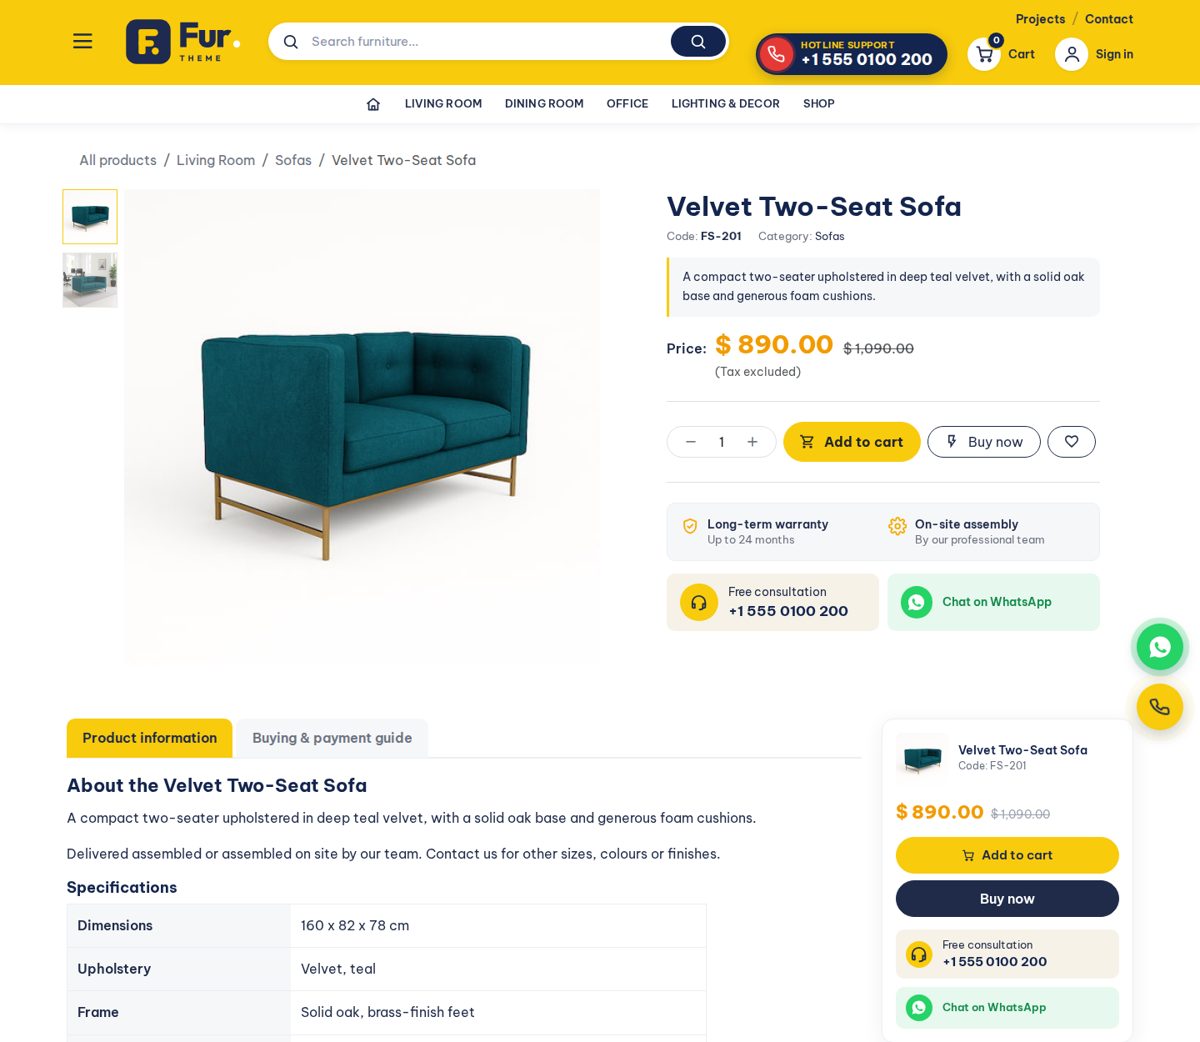 Projects / Contact
Fur.
THEME
Search furniture...
HOTLINE SUPPORT
+1 555 0100 200
0
Cart
Sign in
LIVING ROOM
DINING ROOM
OFFICE
LIGHTING & DECOR
SHOP
All products / Living Room / Sofas / Velvet Two-Seat Sofa
Velvet Two-Seat Sofa
Code: FS-201 Category: Sofas
A compact two-seater upholstered in deep teal velvet, with a solid oak
base and generous foam cushions.
Price: $ 890.00 $ 1,090.00
(Tax excluded)
− 1 +
Add to cart
Buy now
Long-term warranty
Up to 24 months
On-site assembly
By our professional team
Free consultation
+1 555 0100 200
Chat on WhatsApp
Product information
Buying & payment guide
About the Velvet Two-Seat Sofa
A compact two-seater upholstered in deep teal velvet, with a solid oak base and generous foam cushions.
Delivered assembled or assembled on site by our team. Contact us for other sizes, colours or finishes.
Specifications
Dimensions 160 x 82 x 78 cm
Upholstery Velvet, teal
Frame Solid oak, brass-finish feet
Velvet Two-Seat Sofa
Code: FS-201
$ 890.00 $ 1,090.00
Add to cart
Buy now
Free consultation
+1 555 0100 200
Chat on WhatsApp